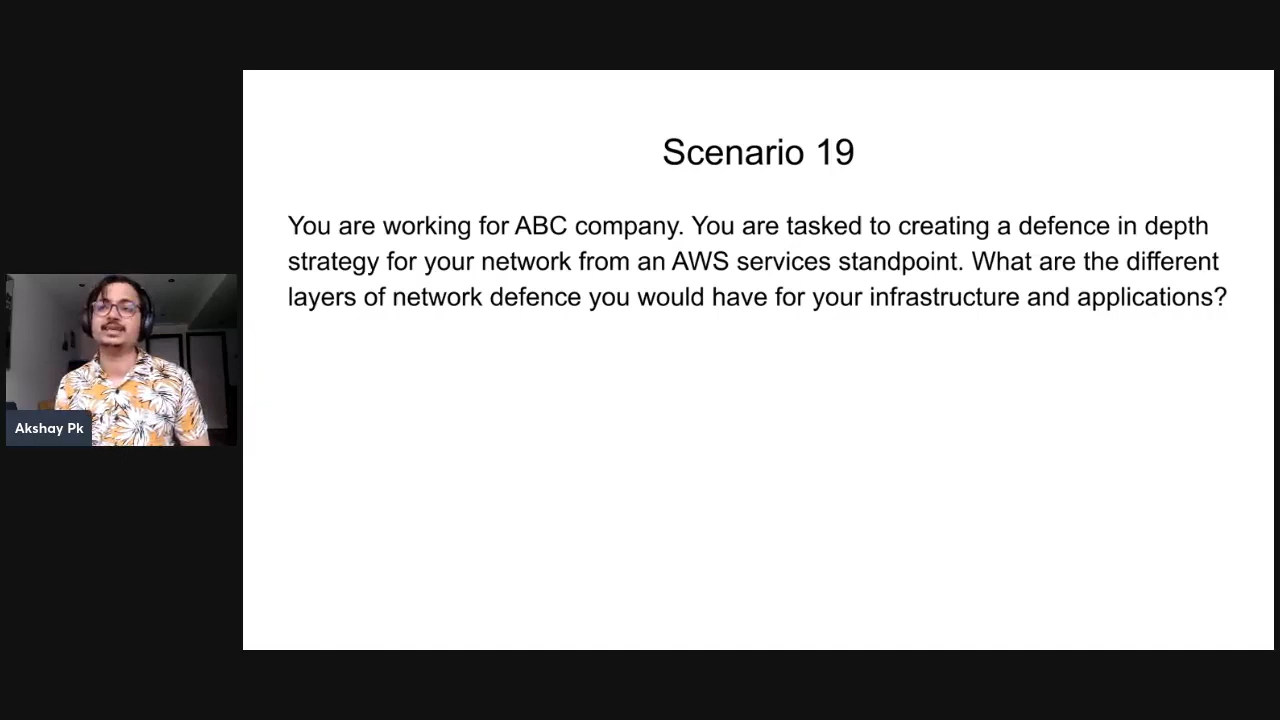 Scenario 19
You are working for ABC company. You are tasked to creating a defence in depth
strategy for your network from an AWS services standpoint. What are the different
layers of network defence you would have for your infrastructure and applications?
Akshay Pk